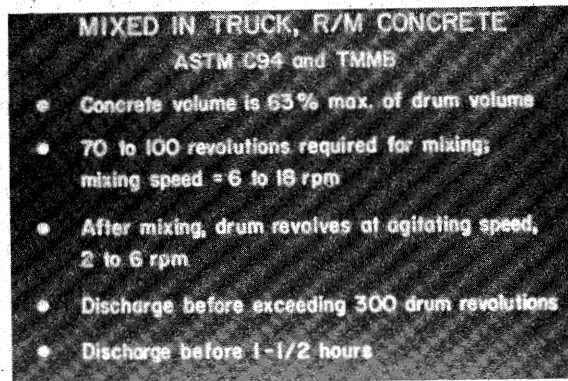 MIXED IN TRUCK, R/M CONCRETE
ASTM C94 and TMMB
• Concrete volume is 63% max. of drum volume
• 70 to 100 revolutions required for mixing;
mixing speed = 6 to 18 rpm
• After mixing, drum revolves at agitating speed,
2 to 6 rpm
• Discharge before exceeding 300 drum revolutions
• Discharge before 1-1/2 hours